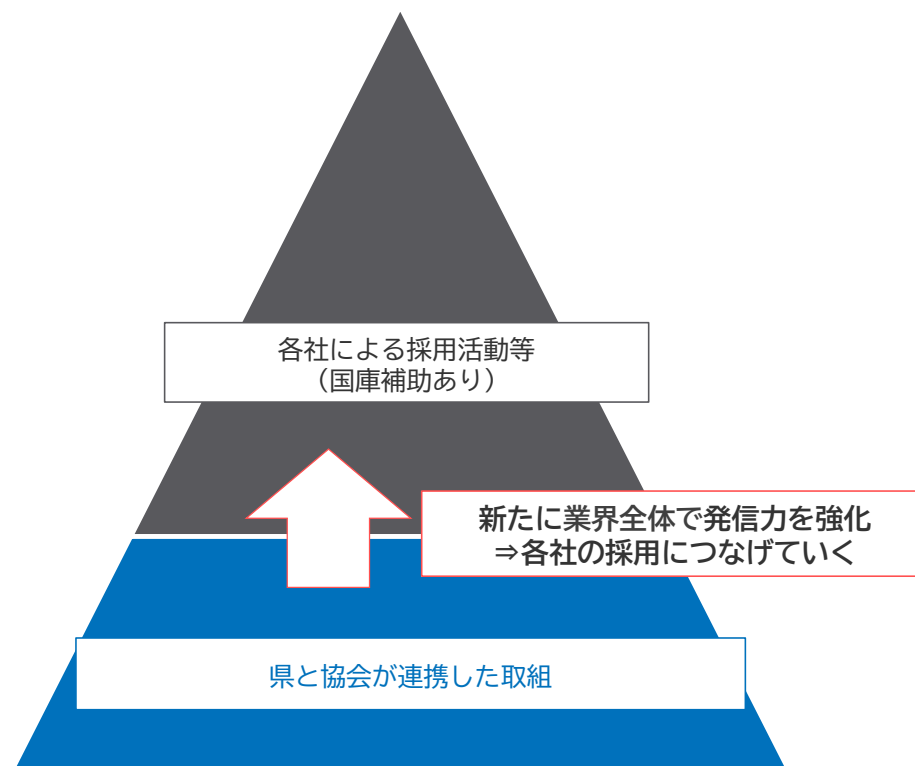 各社による採用活動等
（国庫補助あり）
新たに業界全体で発信力を強化
⇒各社の採用につなげていく
県と協会が連携した取組